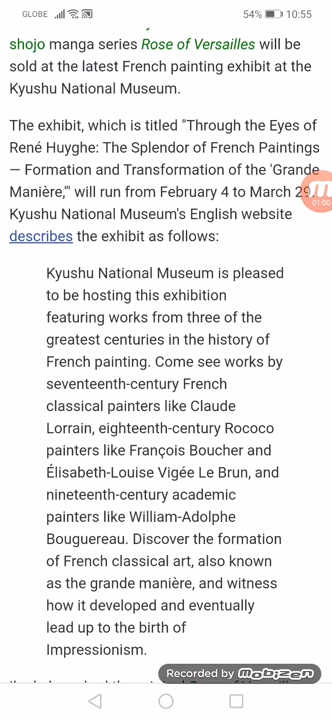 GLOBE 54% 10:55
shojo manga series Rose of Versailles will be
sold at the latest French painting exhibit at the
Kyushu National Museum.
The exhibit, which is titled "Through the Eyes of
René Huyghe: The Splendor of French Paintings
— Formation and Transformation of the 'Grande
Manière,'" will run from February 4 to March 29.
Kyushu National Museum's English website
describes the exhibit as follows:
Kyushu National Museum is pleased
to be hosting this exhibition
featuring works from three of the
greatest centuries in the history of
French painting. Come see works by
seventeenth-century French
classical painters like Claude
Lorrain, eighteenth-century Rococo
painters like François Boucher and
Élisabeth-Louise Vigée Le Brun, and
nineteenth-century academic
painters like William-Adolphe
Bouguereau. Discover the formation
of French classical art, also known
as the grande manière, and witness
how it developed and eventually
lead up to the birth of
Impressionism.
01:00
Recorded by mobizen